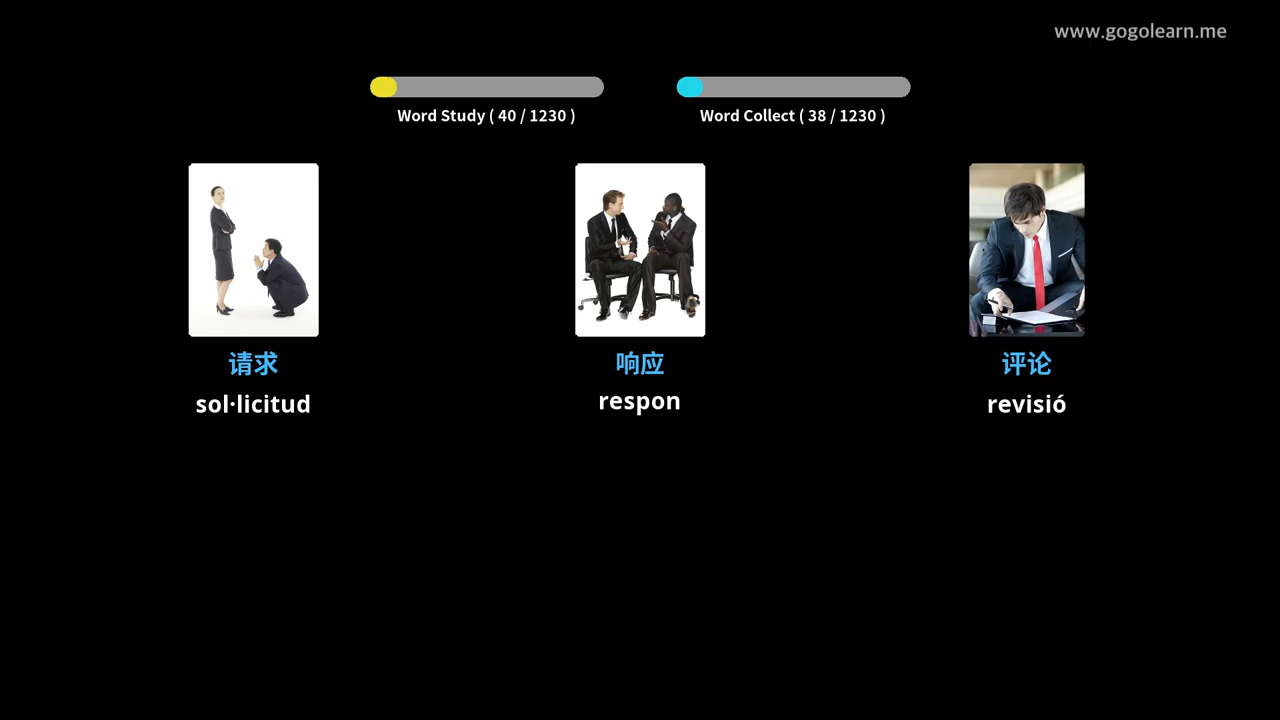 www.gogolearn.me
Word Study ( 40 / 1230 )
Word Collect ( 38 / 1230 )
请求
响应
评论
sol·licitud
respon
revisió